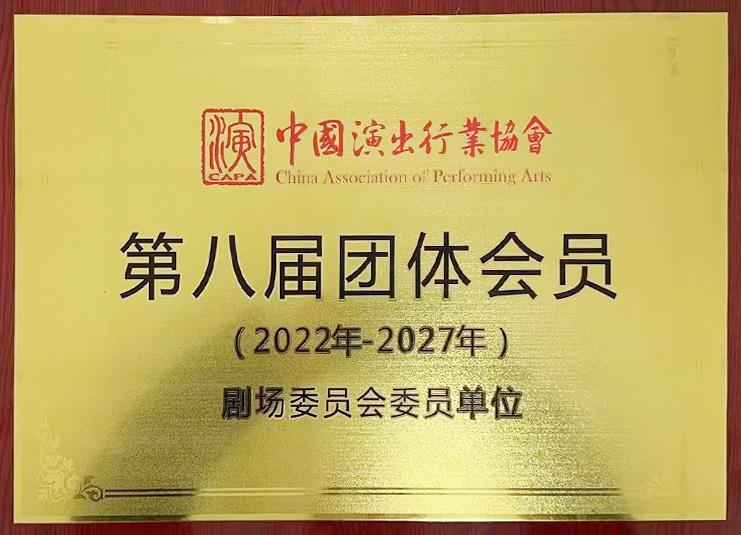 演 中國演出行業協會
CAPA China Association of Performing Arts
第八届团体会员
(2022年-2027年)
剧场委员会委员单位